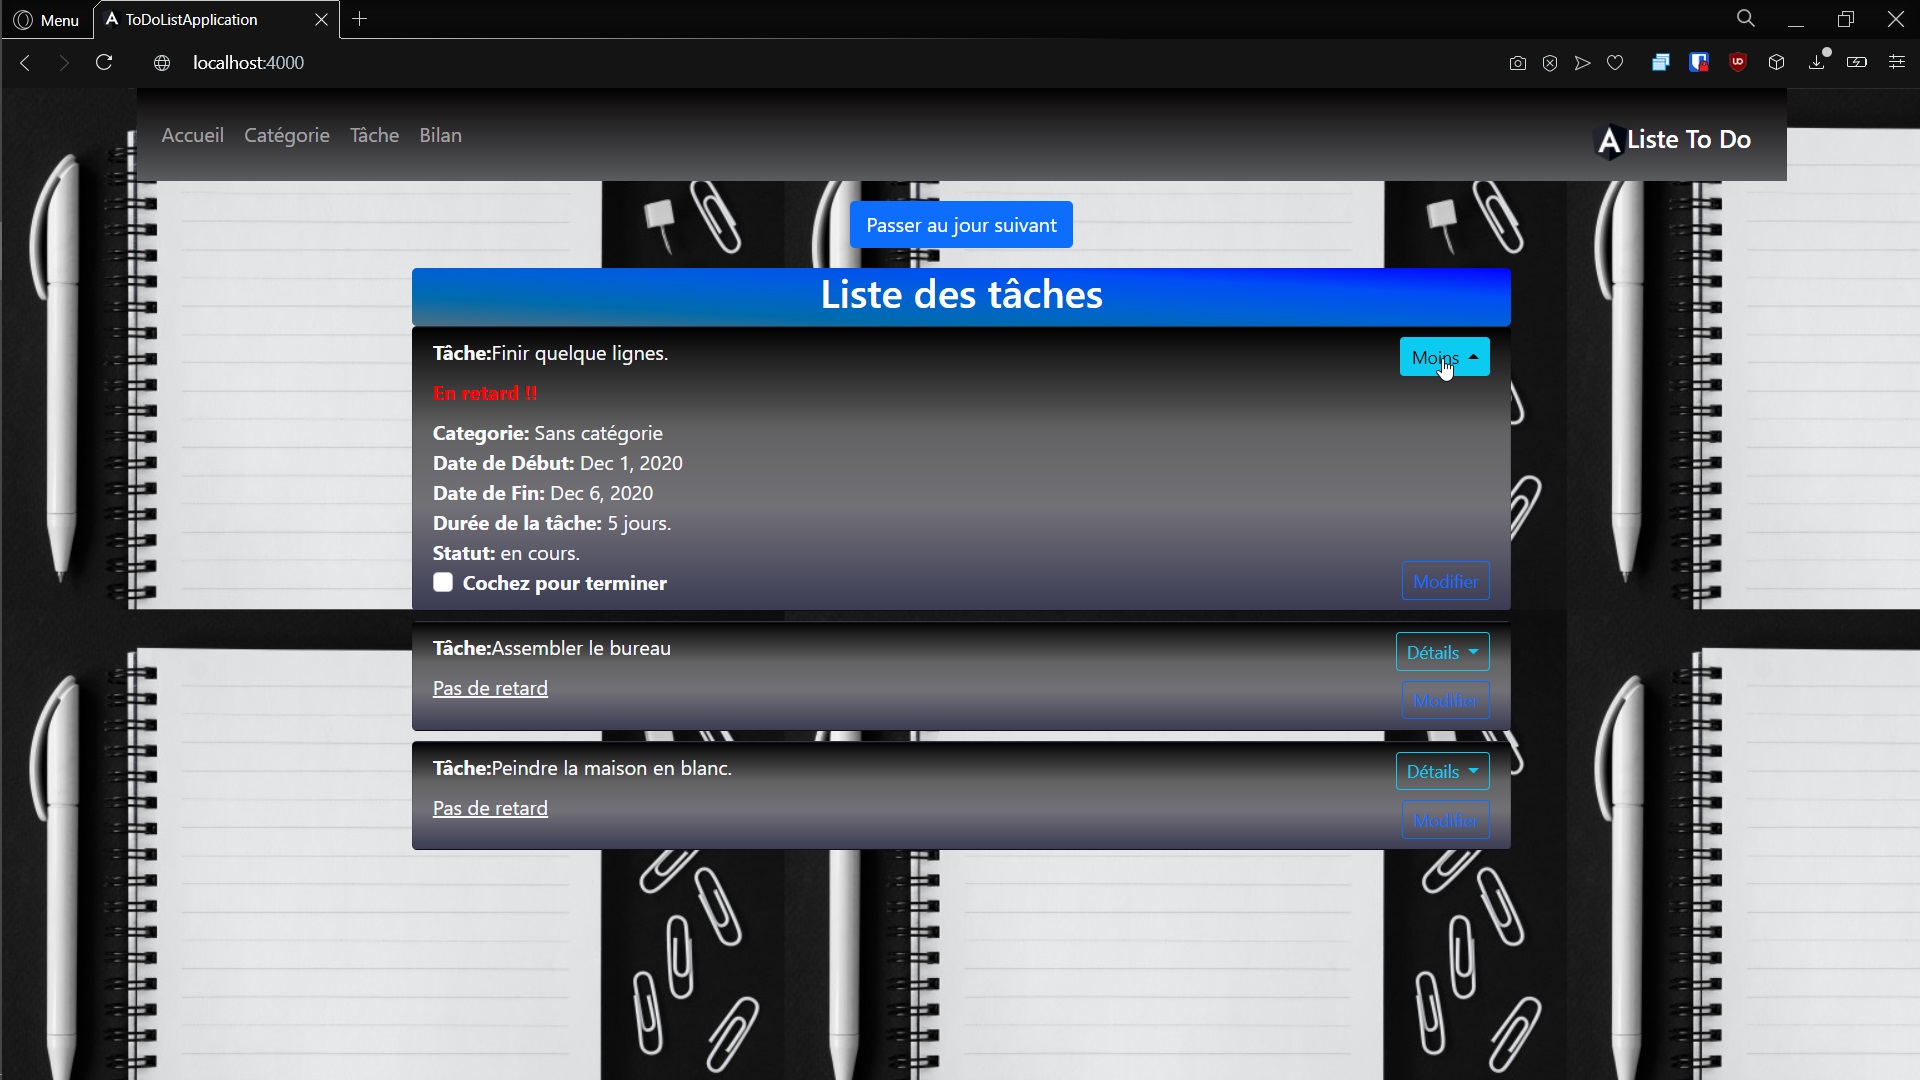 Menu
ToDoListApplication
localhost:4000
Accueil Catégorie Tâche Bilan
Liste To Do
Passer au jour suivant
Liste des tâches
Tâche:Finir quelque lignes.
Moins
En retard !!
Categorie: Sans catégorie
Date de Début: Dec 1, 2020
Date de Fin: Dec 6, 2020
Durée de la tâche: 5 jours.
Statut: en cours.
Cochez pour terminer
Modifier
Tâche:Assembler le bureau
Détails
Pas de retard
Modifier
Tâche:Peindre la maison en blanc.
Détails
Pas de retard
Modifier